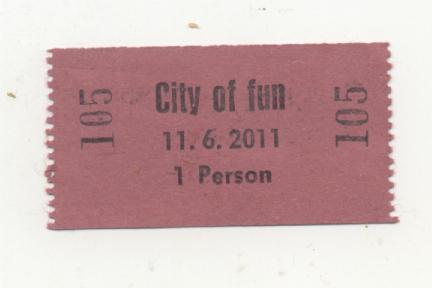 105
City of fun
11. 6. 2011
1 Person
105